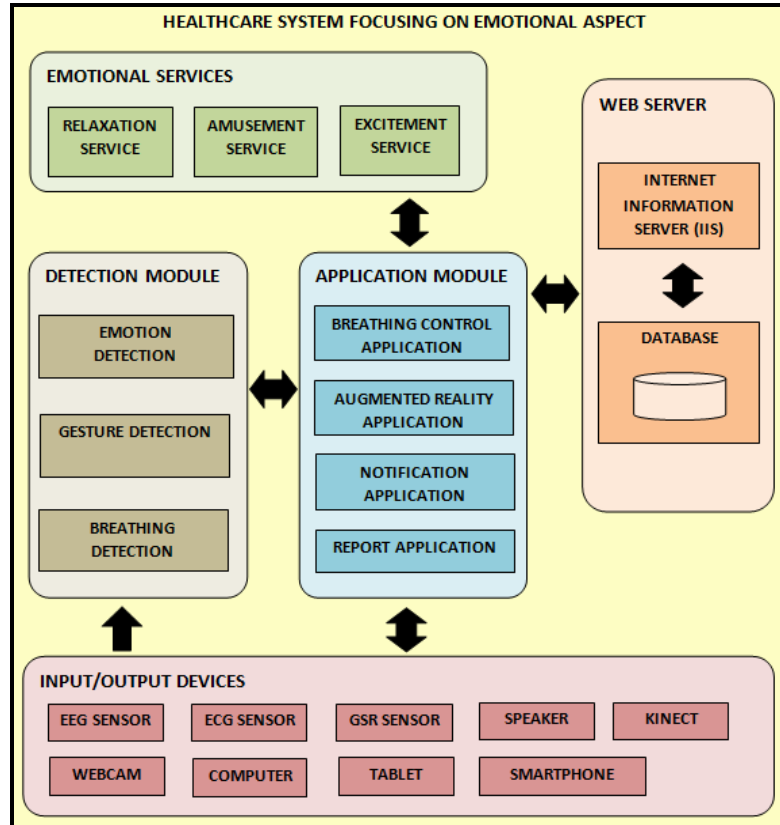 HEALTHCARE SYSTEM FOCUSING ON EMOTIONAL ASPECT
EMOTIONAL SERVICES
RELAXATION
SERVICE
AMUSEMENT
SERVICE
EXCITEMENT
SERVICE
WEB SERVER
INTERNET
INFORMATION
SERVER (IIS)
DATABASE
DETECTION MODULE
EMOTION
DETECTION
GESTURE DETECTION
BREATHING
DETECTION
APPLICATION MODULE
BREATHING CONTROL
APPLICATION
AUGMENTED REALITY
APPLICATION
NOTIFICATION
APPLICATION
REPORT APPLICATION
INPUT/OUTPUT DEVICES
EEG SENSOR
ECG SENSOR
GSR SENSOR
SPEAKER
KINECT
WEBCAM
COMPUTER
TABLET
SMARTPHONE